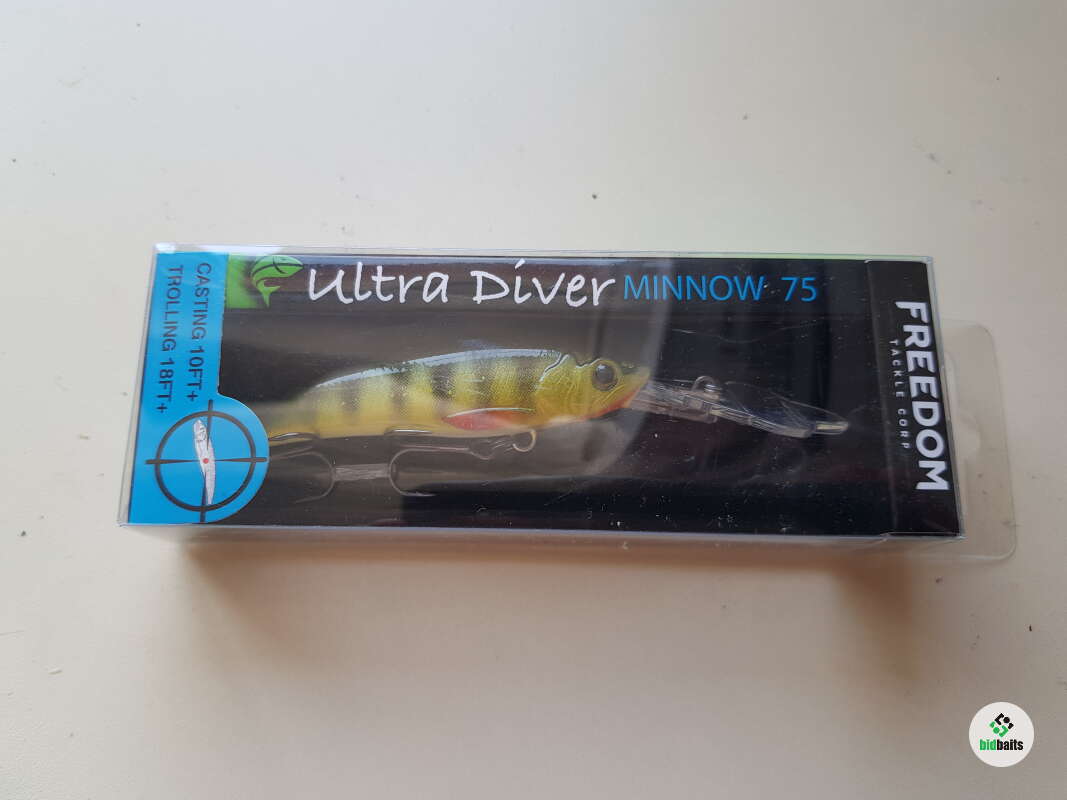 Ultra Diver MINNOW 75
CASTING 10FT+
TROLLING 18FT+
FREEDOM
TACKLE CORP
bidbaits